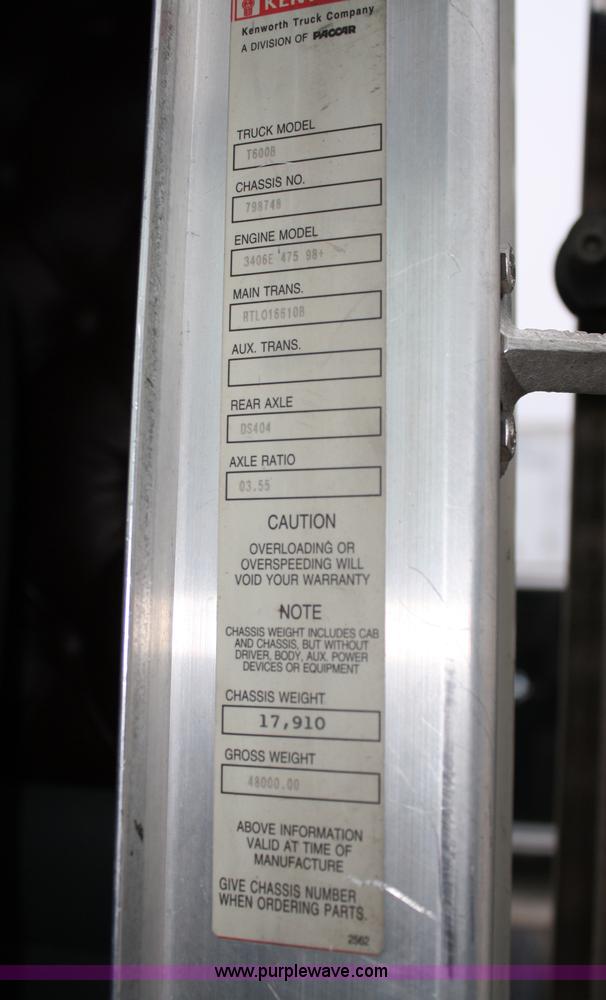 Kenworth Truck Company
A DIVISION OF PACCAR
TRUCK MODEL
T600B
CHASSIS NO.
798748
ENGINE MODEL
3406E 475 98+
MAIN TRANS.
RTLO16610B
AUX. TRANS.
REAR AXLE
DS404
AXLE RATIO
03.55
CAUTION
OVERLOADING OR
OVERSPEEDING WILL
VOID YOUR WARRANTY
NOTE
CHASSIS WEIGHT INCLUDES CAB
AND CHASSIS, BUT WITHOUT
DRIVER, BODY, AUX. POWER
DEVICES OR EQUIPMENT
CHASSIS WEIGHT
17,910
GROSS WEIGHT
48000.00
ABOVE INFORMATION
VALID AT TIME OF
MANUFACTURE
GIVE CHASSIS NUMBER
WHEN ORDERING PARTS.
2562
www.purplewave.com